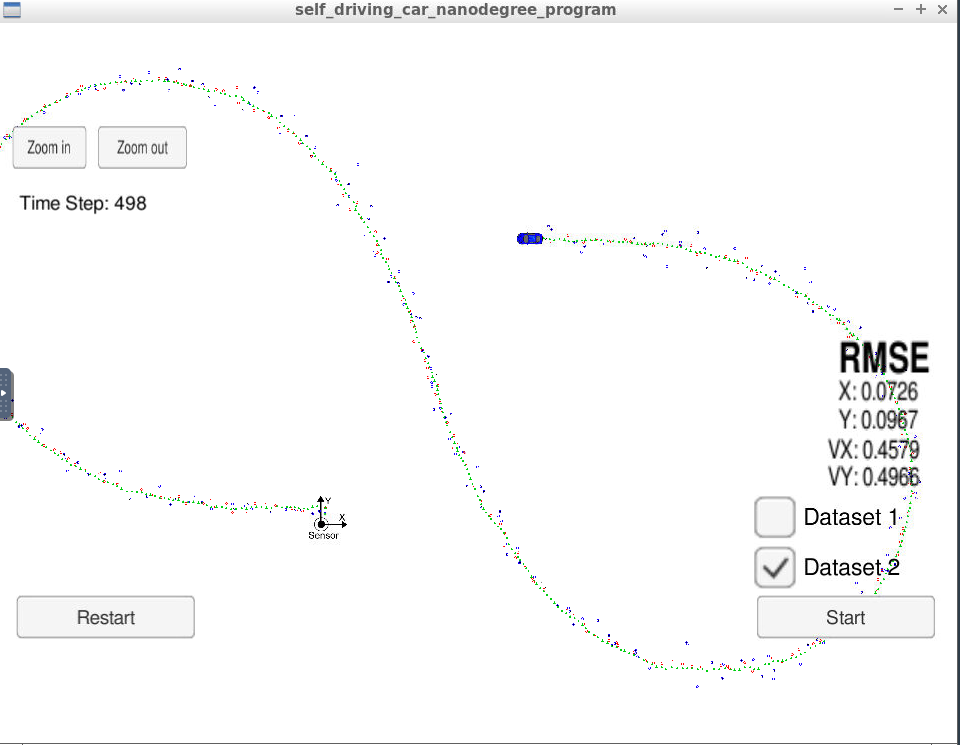 self_driving_car_nanodegree_program
Zoom in
Zoom out
Time Step: 498
RMSE
X: 0.0726
Y: 0.0967
VX: 0.4579
VY: 0.4966
Y
X
Sensor
Dataset 1
Dataset 2
Restart
Start